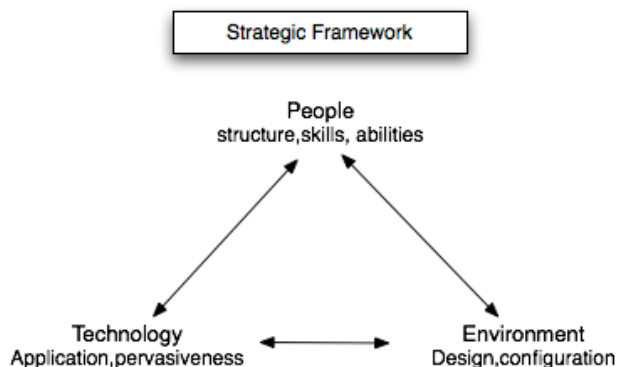 Strategic Framework
People
structure,skills, abilities
Technology
Application,pervasiveness
Environment
Design,configuration